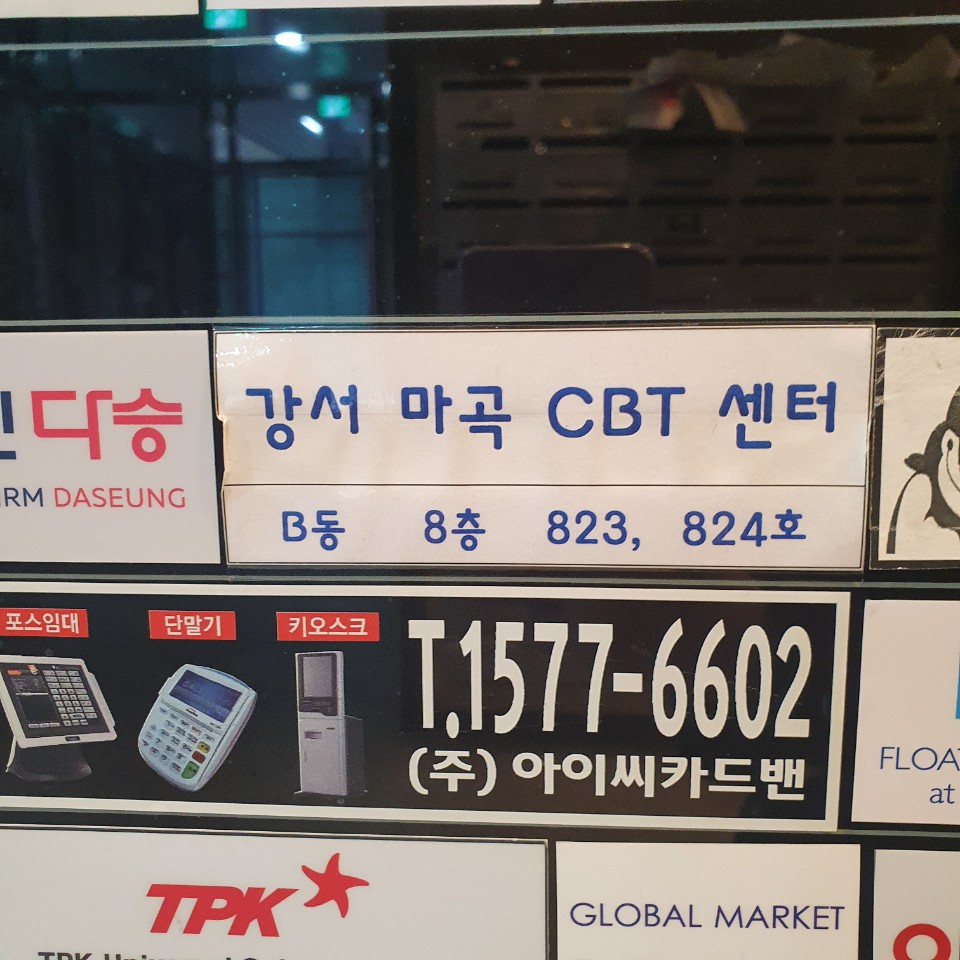 다승
DASEUNG
강서 마곡 CBT 센터
B동 8층 823, 824호
포스임대 단말기 키오스크
T.1577-6602
(주) 아이씨카드밴
at
TPK
GLOBAL MARKET
TPK